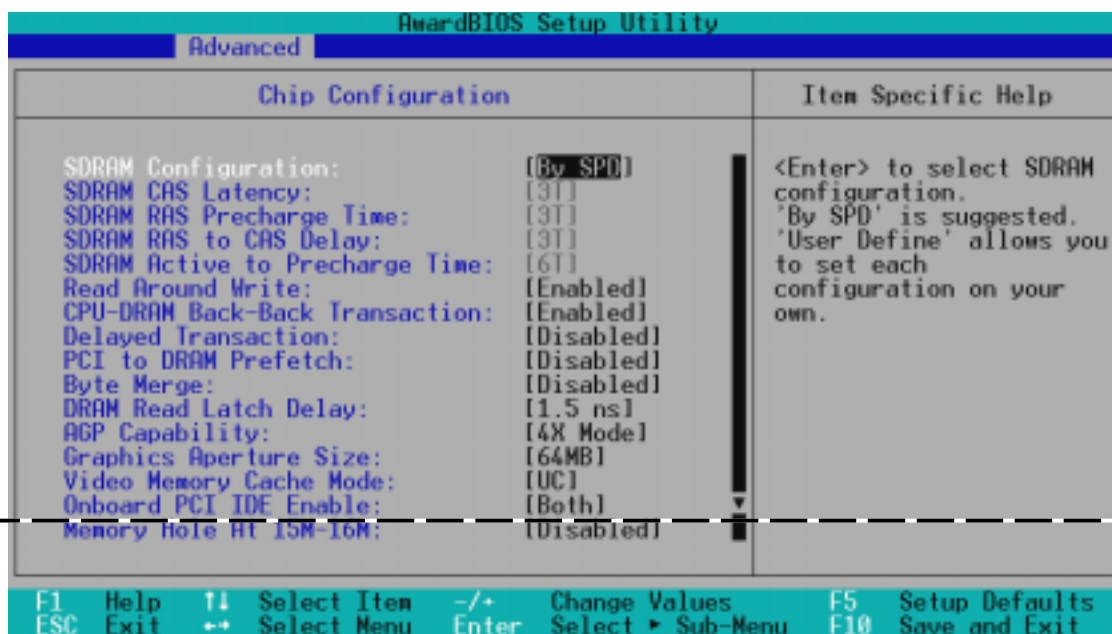 AwardBIOS Setup Utility
Advanced
Chip Configuration
Item Specific Help
SDRAM Configuration: [By SPD]
SDRAM CAS Latency: [3T]
SDRAM RAS Precharge Time: [3T]
SDRAM RAS to CAS Delay: [3T]
SDRAM Active to Precharge Time: [6T]
Read Around Write: [Enabled]
CPU-DRAM Back-Back Transaction: [Enabled]
Delayed Transaction: [Disabled]
PCI to DRAM Prefetch: [Disabled]
Byte Merge: [Disabled]
DRAM Read Latch Delay: [1.5 ns]
AGP Capability: [4X Mode]
Graphics Aperture Size: [64MB]
Video Memory Cache Mode: [UC]
Onboard PCI IDE Enable: [Both]
Memory Hole At 15M-16M: [Disabled]
<Enter> to select SDRAM
configuration.
'By SPD' is suggested.
'User Define' allows you
to set each
configuration on your
own.
F1 Help ↑↓ Select Item -/+ Change Values F5 Setup Defaults
ESC Exit ←→ Select Menu Enter Select ► Sub-Menu F10 Save and Exit